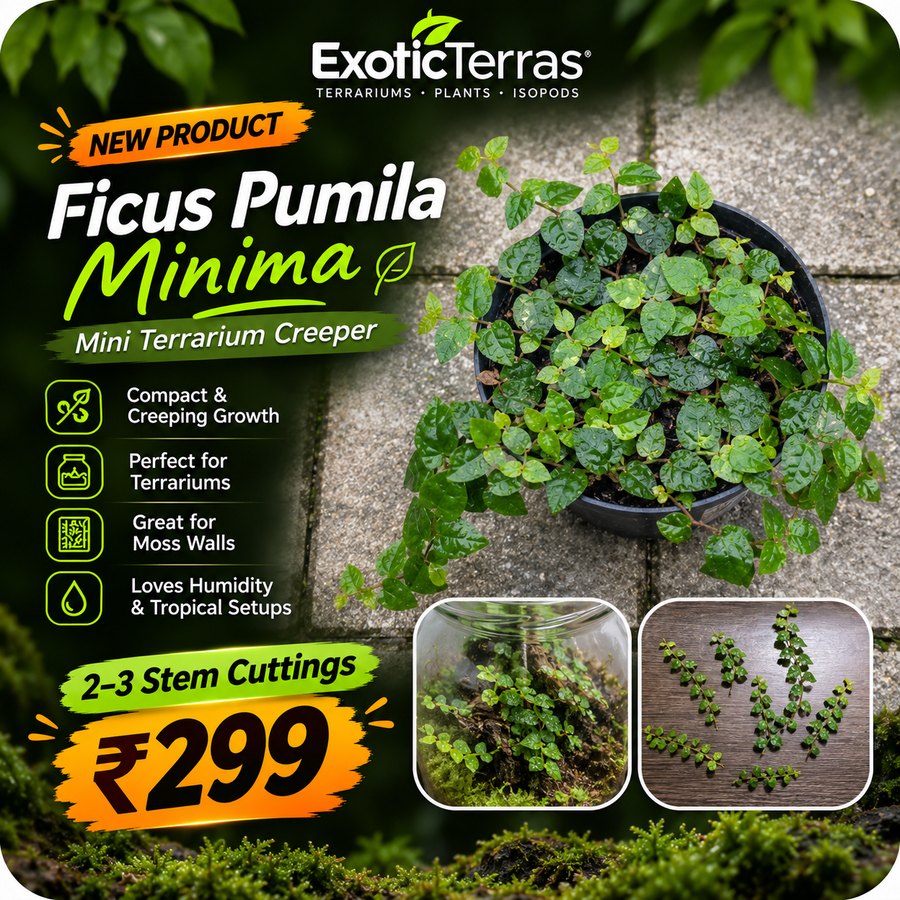 ExoticTerras®
TERRARIUMS • PLANTS • ISOPODS
NEW PRODUCT
Ficus Pumila
Minima
Mini Terrarium Creeper
Compact &
Creeping Growth
Perfect for
Terrariums
Great for
Moss Walls
Loves Humidity
& Tropical Setups
2–3 Stem Cuttings
₹299